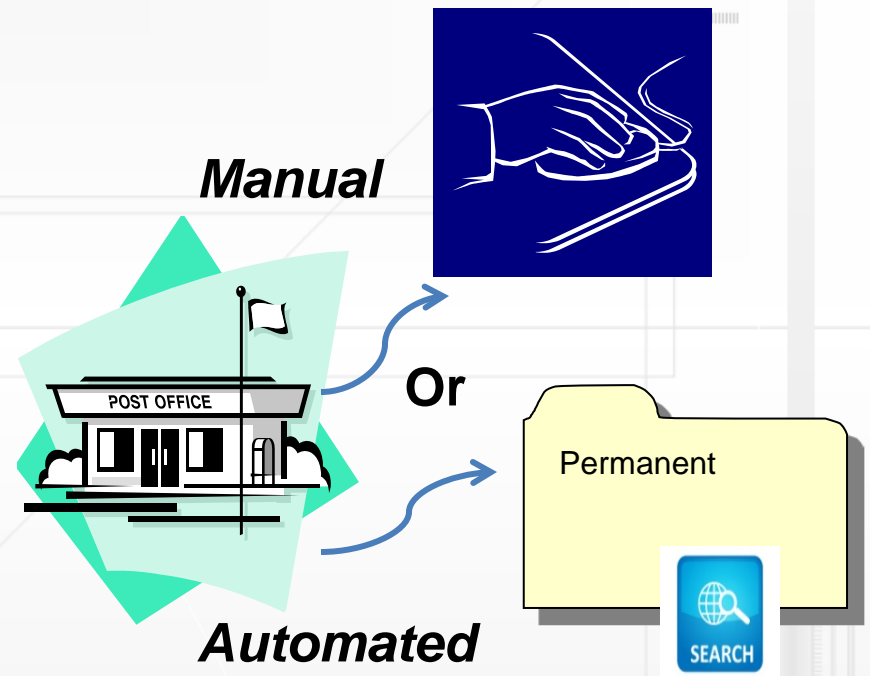 Manual
POST OFFICE
Or
Permanent
SEARCH
Automated